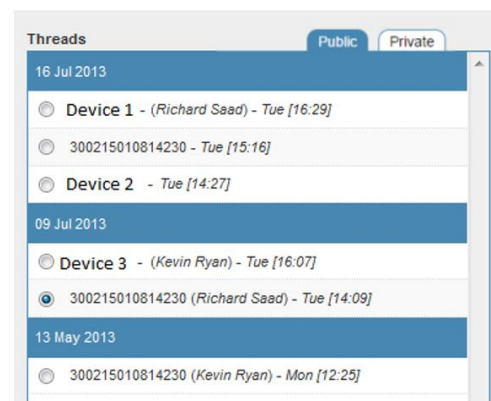 Threads
Public Private
16 Jul 2013
Device 1 - (Richard Saad) - Tue [16:29]
300215010814230 - Tue [15:16]
Device 2 - Tue [14:27]
09 Jul 2013
Device 3 - (Kevin Ryan) - Tue [16:07]
300215010814230 (Richard Saad) - Tue [14:09]
13 May 2013
300215010814230 (Kevin Ryan) - Mon [12:25]